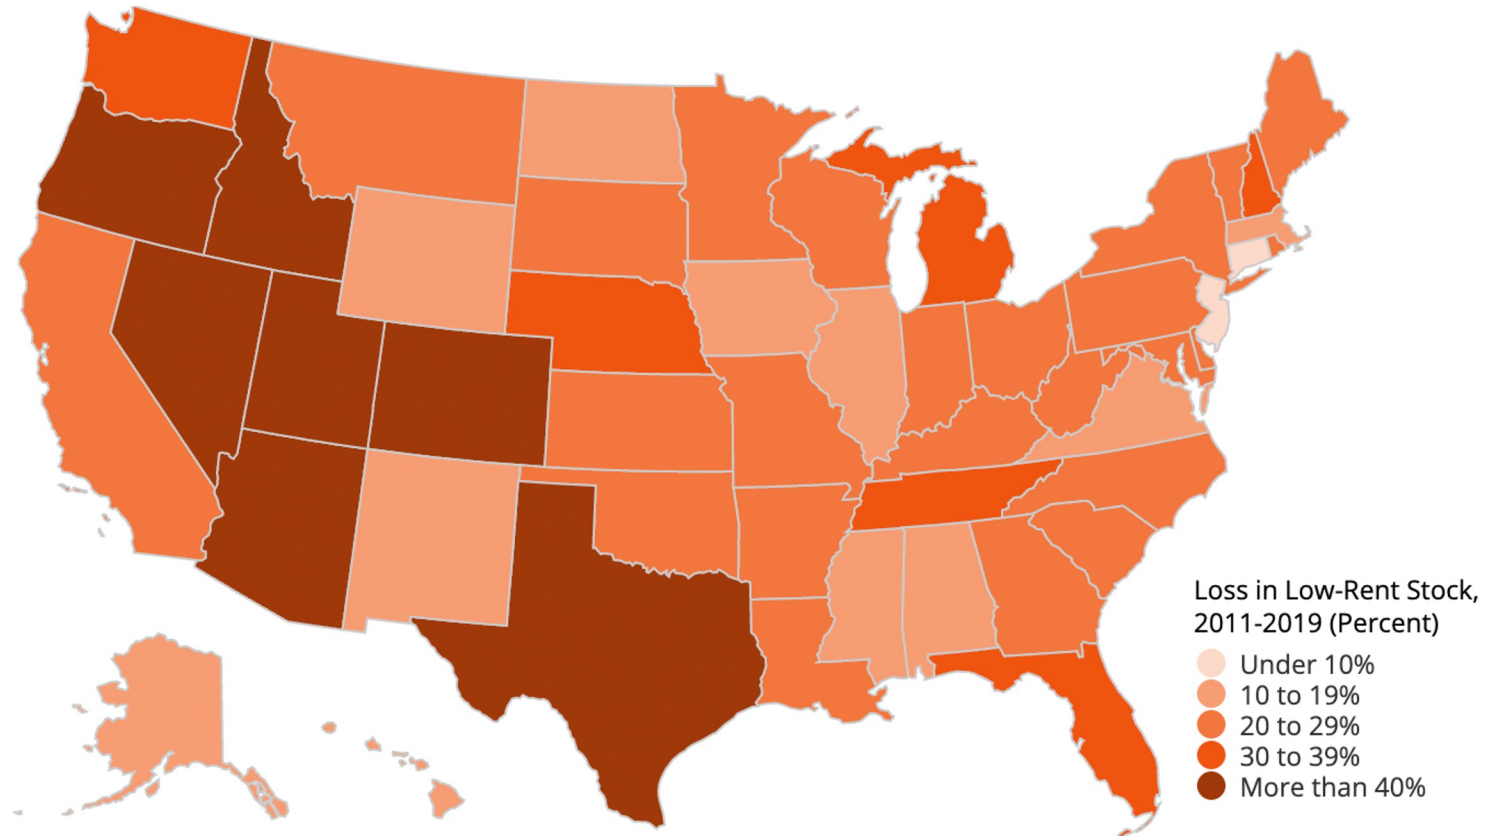 Loss in Low-Rent Stock,
2011-2019 (Percent)
Under 10%
10 to 19%
20 to 29%
30 to 39%
More than 40%